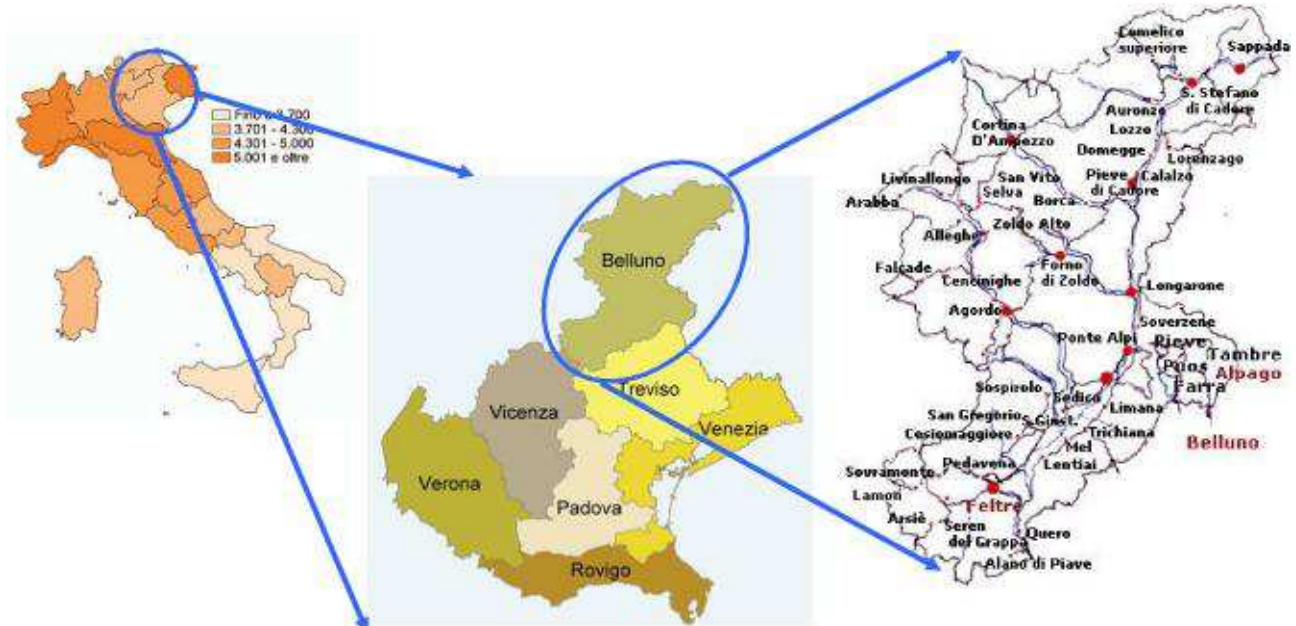 3.701 - 4.300
4.301 - 5.000
5.001 e oltre
Belluno
Treviso
Vicenza
Venezia
Verona
Padova
Rovigo
Comelico
superiore
Sappada
S. Stefano
di Cadore
Auronzo
Cortina
D'Ampezzo
Lozzo
Domegge
Lorenzago
Livinallongo
San Vito
Selva
Pieve
di Cadore
Calalzo
Arabba
Borca
Zoldo Alto
Alleghe
Falcade
Cencinighe
Forno
di Zoldo
Longarone
Agordo
Soverzene
Ponte Alpi
Pieve
Tambre
Puos
Alpago
Farra
Sospirolo
Sedico
Limana
San Gregorio
S.Giust.
Cesiomaggiore
Trichiana
Mel
Belluno
Pedavena
Lentiai
Sovramonte
Lamon
Feltre
Arsiè
Seren
del Grappa
Quero
Alano di Piave